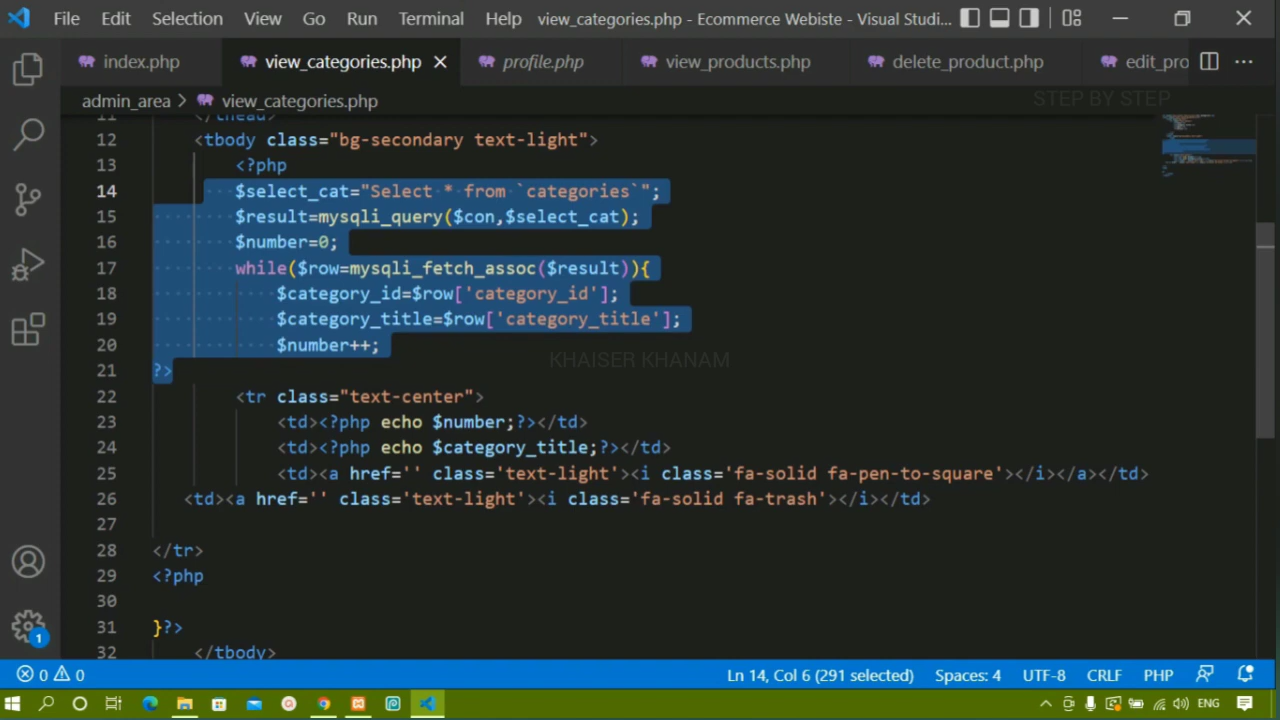 File Edit Selection View Go Run Terminal Help view_categories.php - Ecommerce Webiste - Visual Studi...
index.php view_categories.php profile.php view_products.php delete_product.php edit_pro
admin_area > view_categories.php
STEP BY STEP
11 </thead>
12 <tbody class="bg-secondary text-light">
13 <?php
14 $select_cat="Select * from `categories`";
15 $result=mysqli_query($con,$select_cat);
16 $number=0;
17 while($row=mysqli_fetch_assoc($result)){
18 $category_id=$row['category_id'];
19 $category_title=$row['category_title'];
20 $number++;
KHAISER KHANAM
21 ?>
22 <tr class="text-center">
23 <td><?php echo $number;?></td>
24 <td><?php echo $category_title;?></td>
25 <td><a href='' class='text-light'><i class='fa-solid fa-pen-to-square'></i></a></td>
26 <td><a href='' class='text-light'><i class='fa-solid fa-trash'></i></td>
27
28 </tr>
29 <?php
30
31 }?>
32 </tbody>
1
0 0 Ln 14, Col 6 (291 selected) Spaces: 4 UTF-8 CRLF PHP
ENG